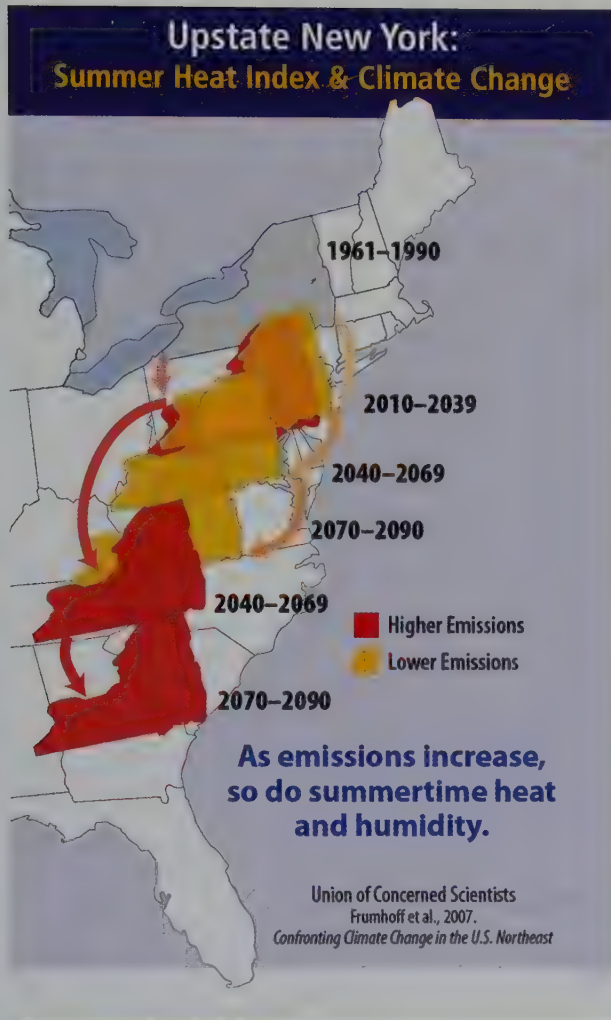 Upstate New York:
Summer Heat Index & Climate Change
1961–1990
2010–2039
2040–2069
2070–2090
2040–2069
2070–2090
Higher Emissions
Lower Emissions
As emissions increase,
so do summertime heat
and humidity.
Union of Concerned Scientists
Frumhoff et al., 2007.
Confronting Climate Change in the U.S. Northeast